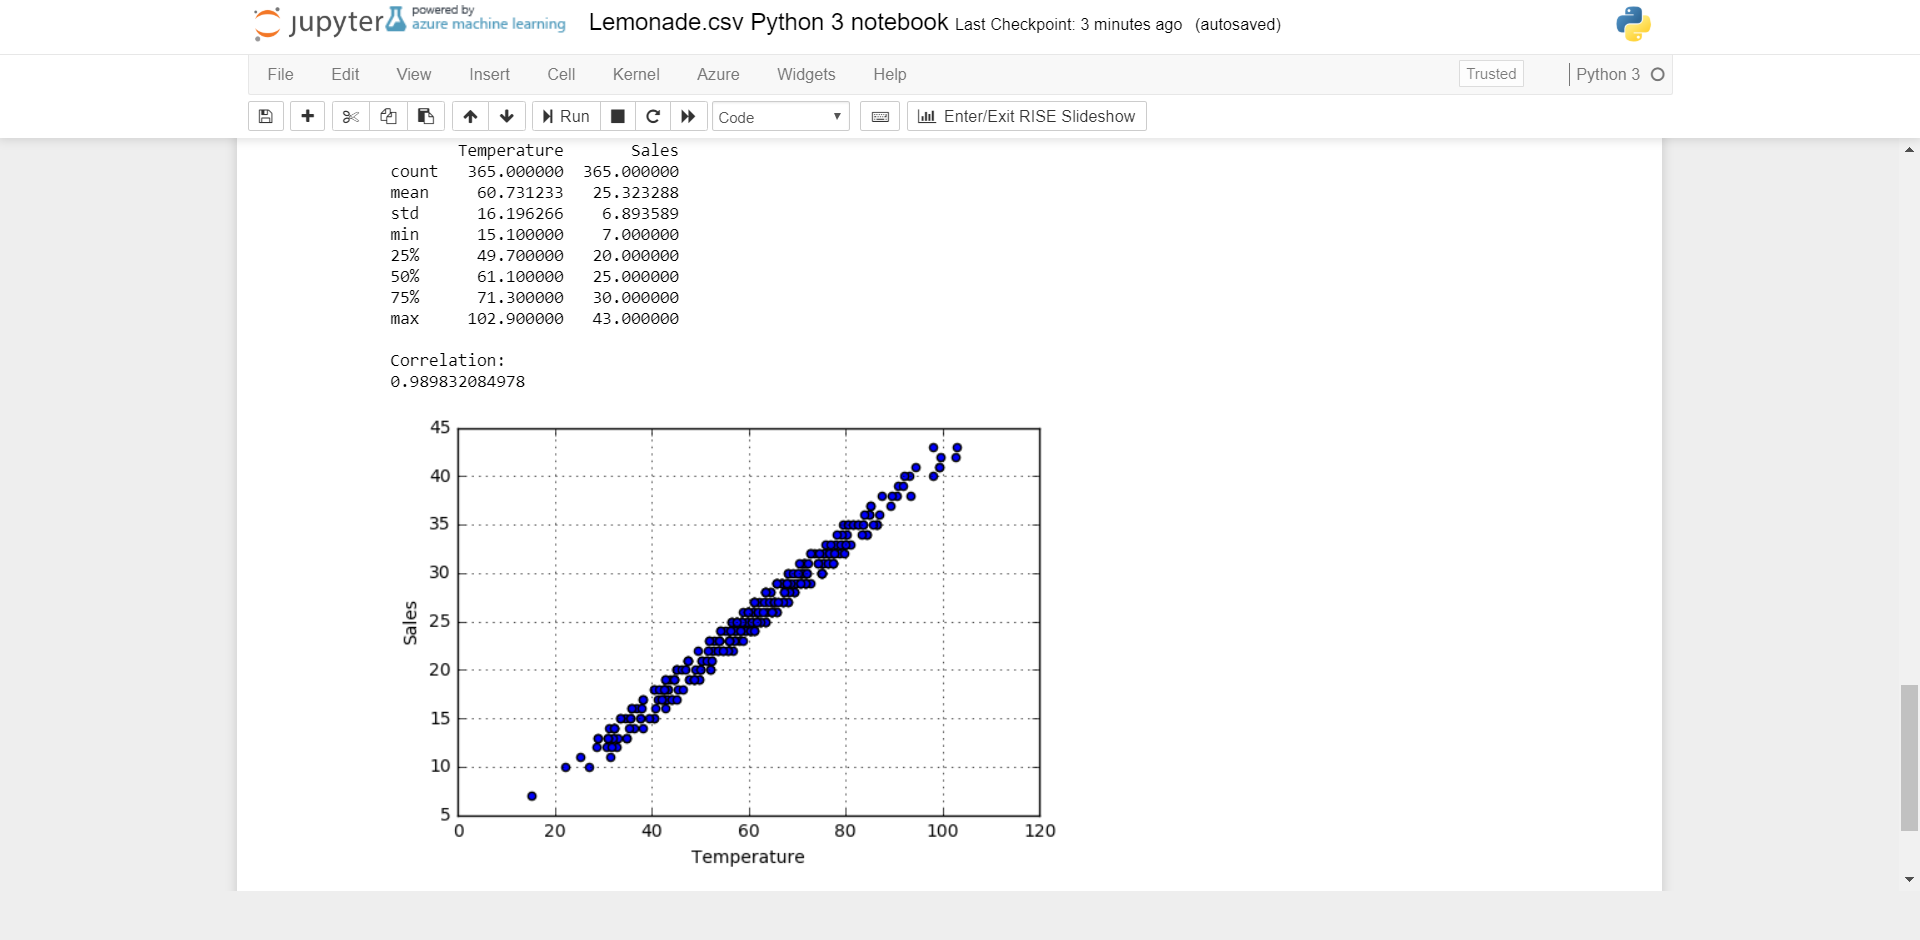 jupyter powered by azure machine learning Lemonade.csv Python 3 notebook Last Checkpoint: 3 minutes ago (autosaved)
File Edit View Insert Cell Kernel Azure Widgets Help Trusted Python 3
Run Code Enter/Exit RISE Slideshow
Temperature Sales
count 365.000000 365.000000
mean 60.731233 25.323288
std 16.196266 6.893589
min 15.100000 7.000000
25% 49.700000 20.000000
50% 61.100000 25.000000
75% 71.300000 30.000000
max 102.900000 43.000000
Correlation:
0.989832084978
45
40
35
30
25
20
15
10
5
Sales
0 20 40 60 80 100 120
Temperature